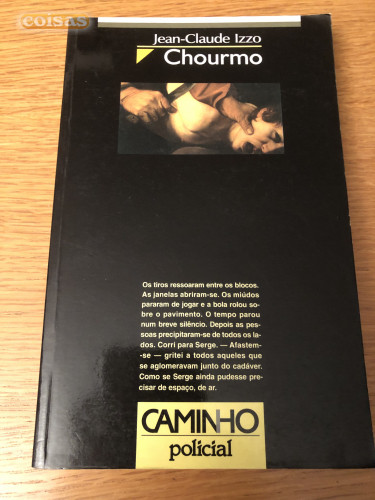 coisas
Jean-Claude Izzo
Chourmo
Os tiros ressoaram entre os blocos.
As janelas abriram-se. Os miúdos
pararam de jogar e a bola rolou so-
bre o pavimento. O tempo parou
num breve silêncio. Depois as pes-
soas precipitaram-se de todos os la-
dos. Corri para Serge. — Afastem-
-se — gritei a todos aqueles que
se aglomeravam junto do cadáver.
Como se Serge ainda pudesse pre-
cisar de espaço, de ar.
CAMINHO
policial